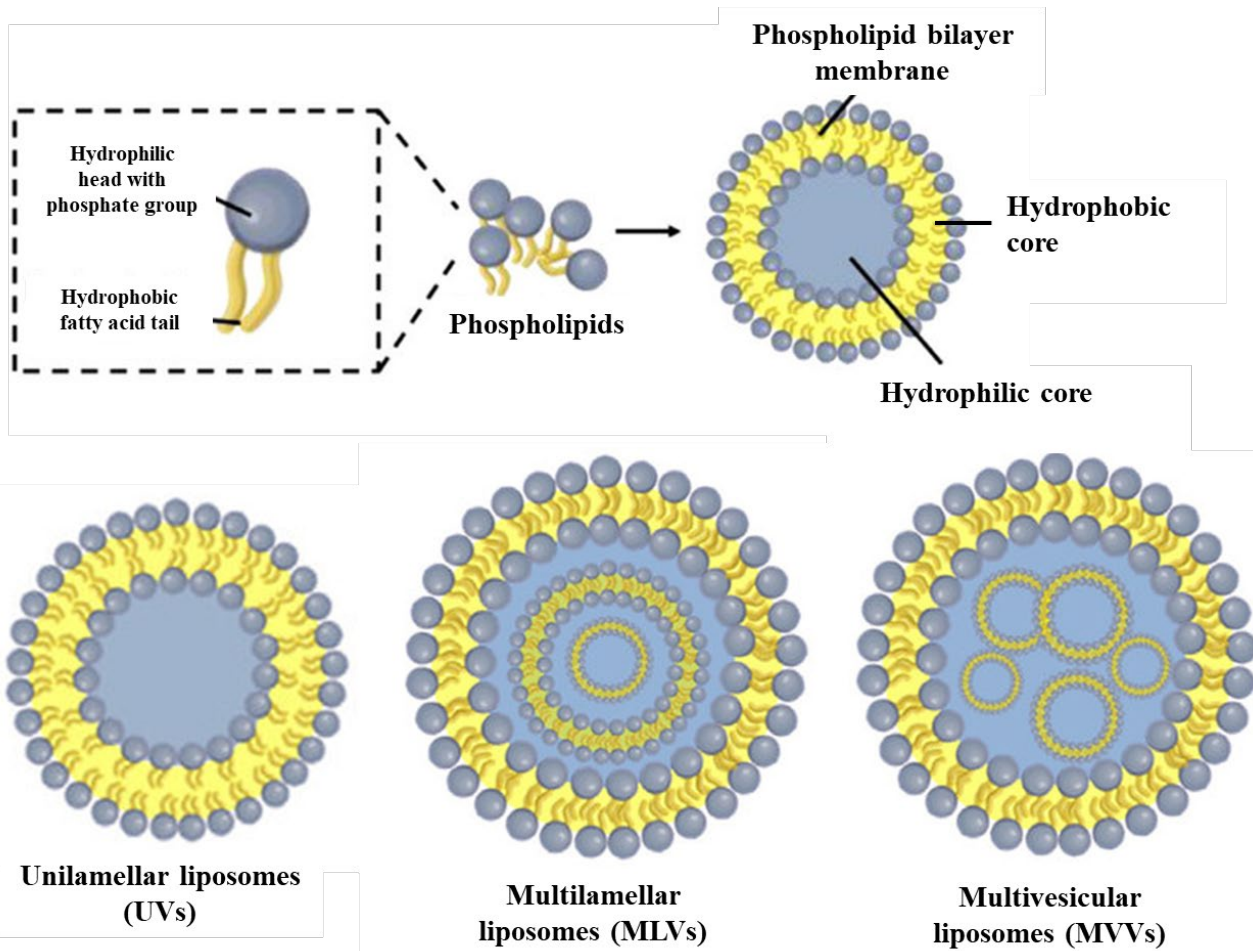 Phospholipid bilayer
membrane
Hydrophilic
head with
phosphate group
Hydrophobic
fatty acid tail
Phospholipids
Hydrophobic
core
Hydrophilic core
Unilamellar liposomes
(UVs)
Multilamellar
liposomes (MLVs)
Multivesicular
liposomes (MVVs)